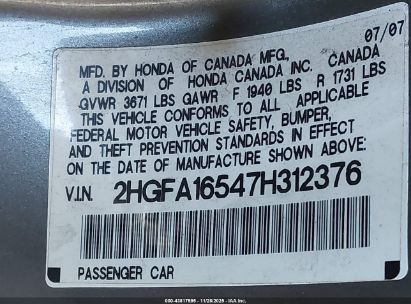 07/07
MFD. BY HONDA OF CANADA MFG.,
A DIVISION OF HONDA CANADA INC. CANADA
GVWR 3671 LBS GAWR F 1940 LBS R 1731 LBS
THIS VEHICLE CONFORMS TO ALL APPLICABLE
FEDERAL MOTOR VEHICLE SAFETY, BUMPER,
AND THEFT PREVENTION STANDARDS IN EFFECT
ON THE DATE OF MANUFACTURE SHOWN ABOVE:
V.I.N. 2HGFA16547H312376
PASSENGER CAR